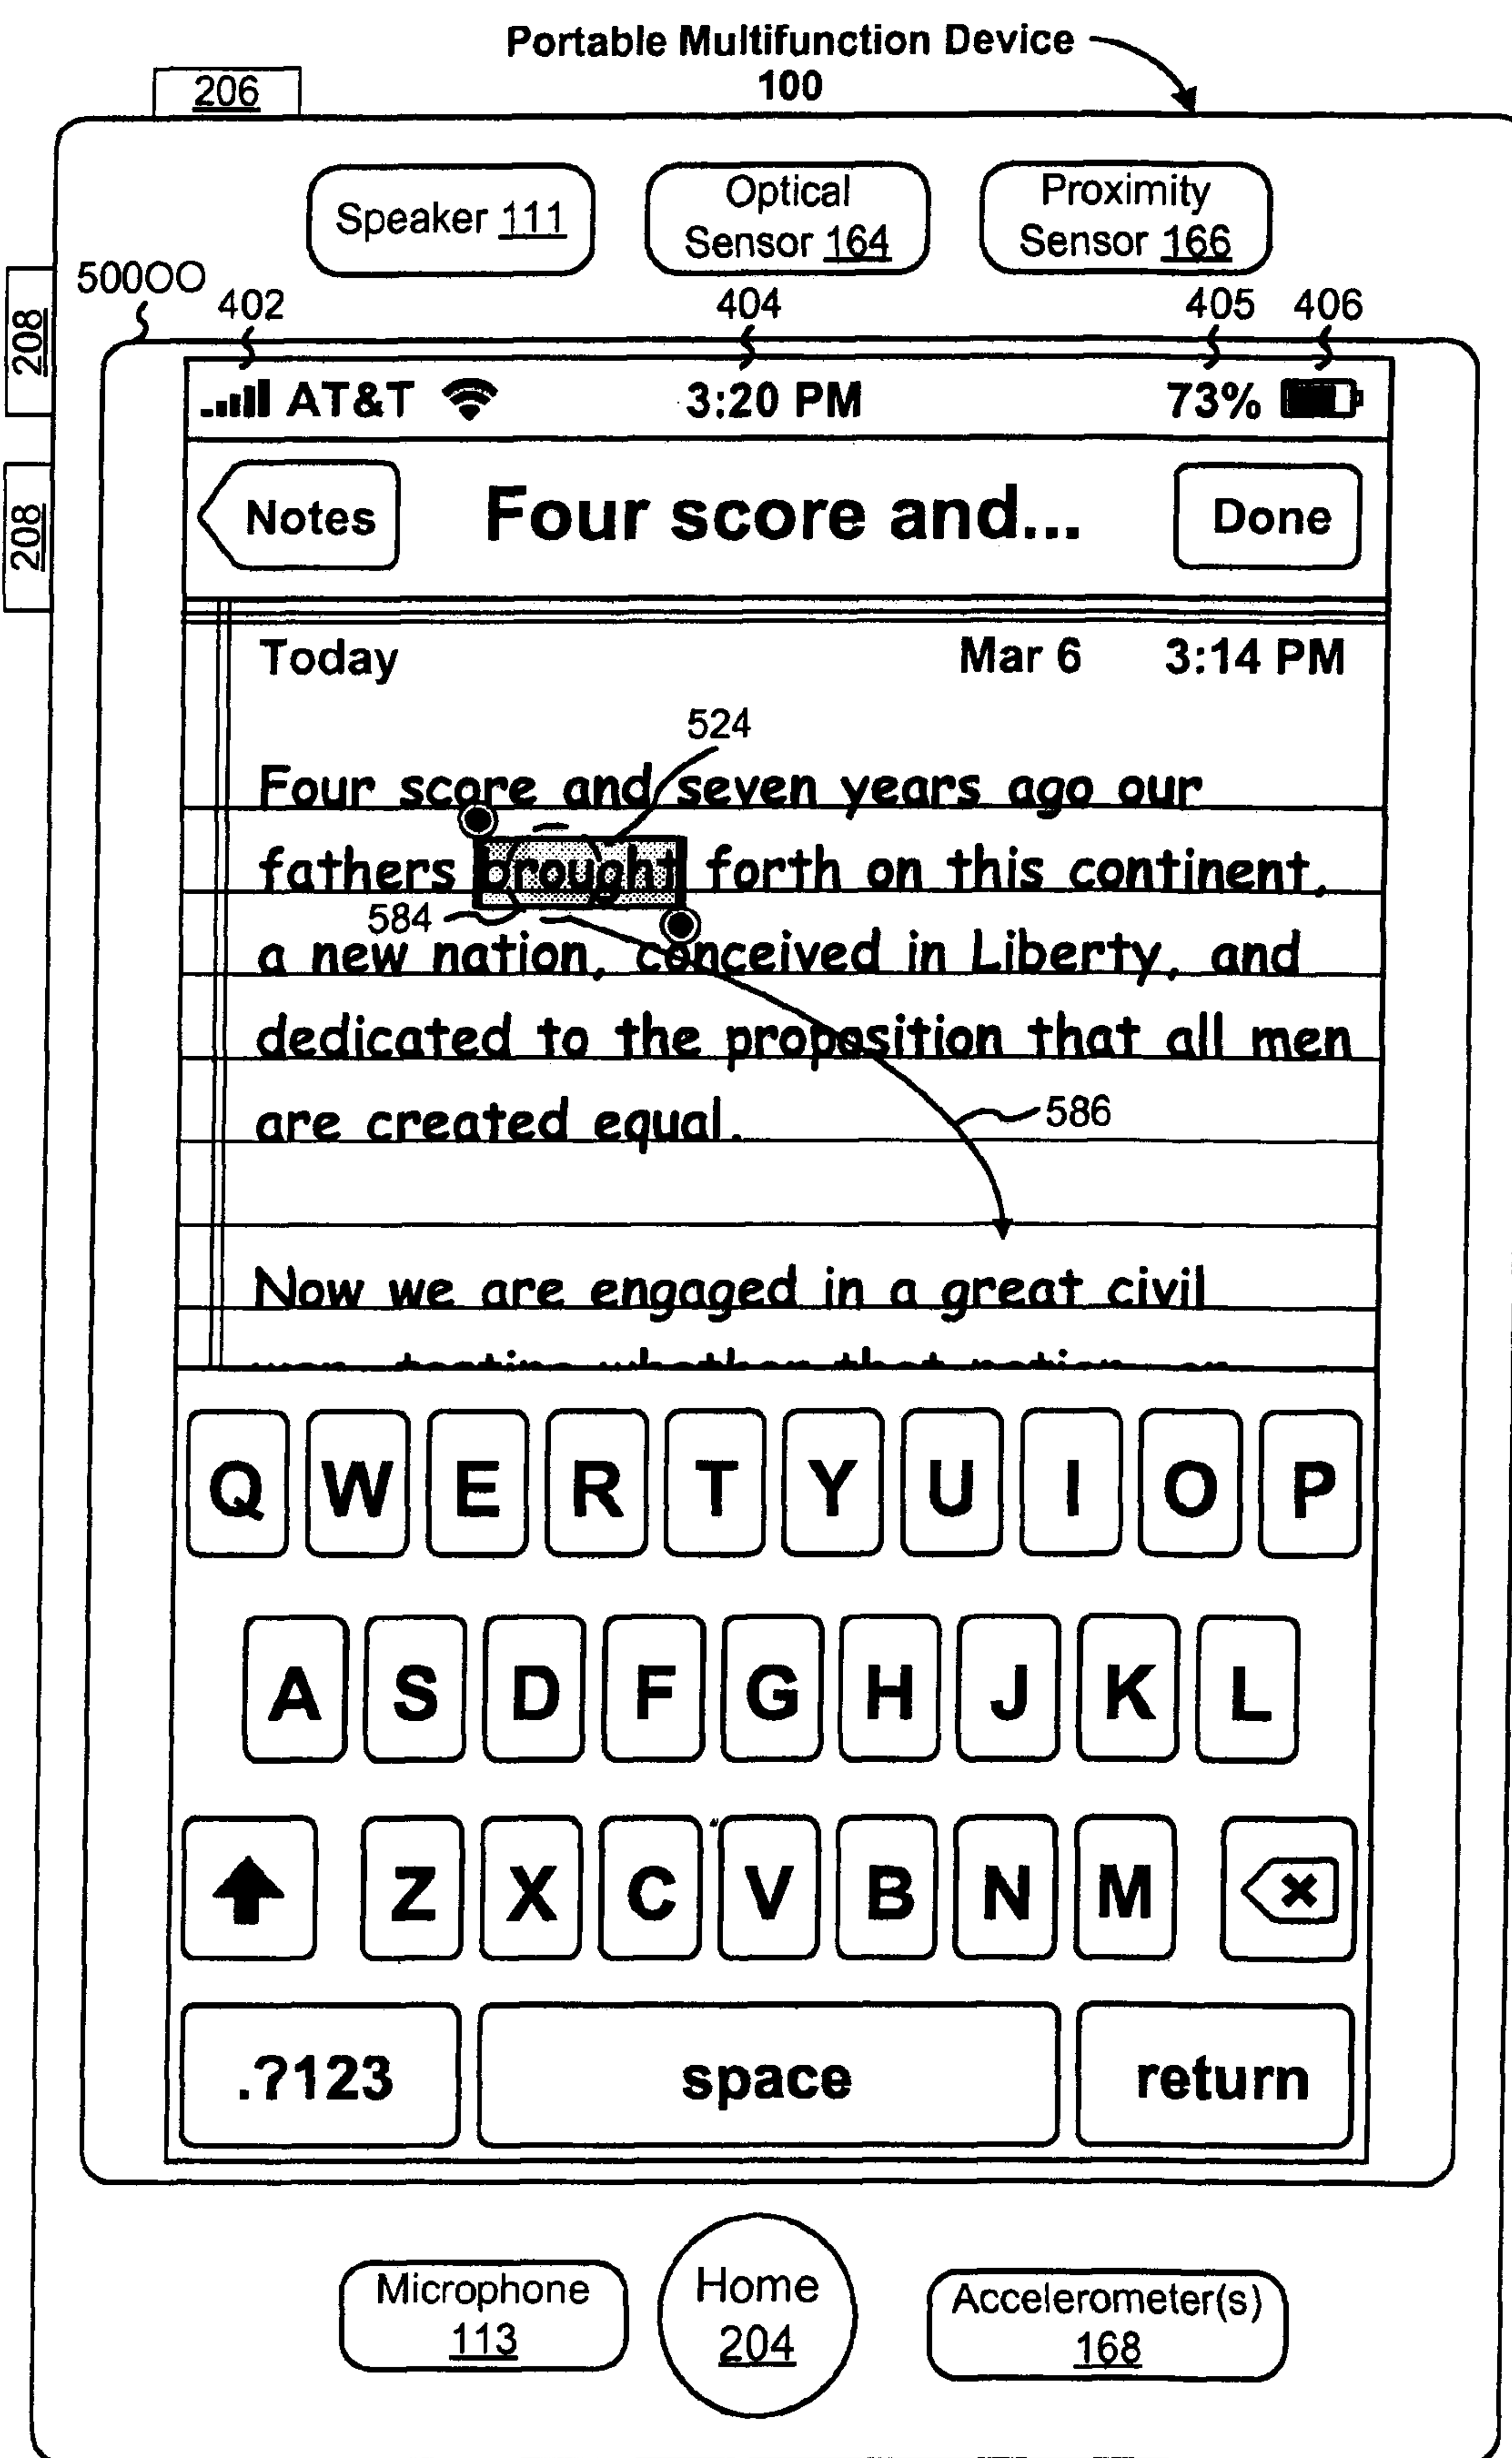 Portable Multifunction Device
100
206
Speaker 111
Optical
Sensor 164
Proximity
Sensor 166
208
208
5000O
402
404
405
406
AT&T 3:20 PM 73%
Notes Four score and... Done
Today Mar 6 3:14 PM
524
Four score and seven years ago our
fathers brought forth on this continent,
584
a new nation, conceived in Liberty, and
dedicated to the proposition that all men
are created equal.
586
Now we are engaged in a great civil
Q W E R T Y U I O P
A S D F G H J K L
Z X C V B N M
.?123 space return
Microphone
113
Home
204
Accelerometer(s)
168